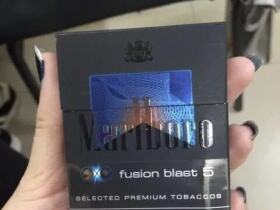 Marlboro
fusion blast 5
SELECTED PREMIUM TOBACCOS